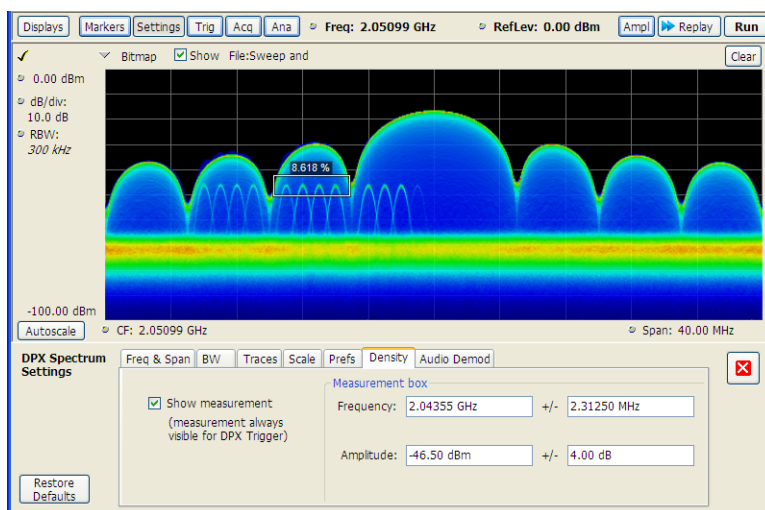 Displays Markers Settings Trig Acq Ana Freq: 2.05099 GHz RefLev: 0.00 dBm Ampl Replay Run
Bitmap Show File:Sweep and Clear
0.00 dBm
dB/div:
10.0 dB
RBW:
300 kHz
8.618 %
-100.00 dBm
Autoscale CF: 2.05099 GHz Span: 40.00 MHz
DPX Spectrum
Settings
Freq & Span BW Traces Scale Prefs Density Audio Demod
Measurement box
Show measurement
(measurement always
visible for DPX Trigger)
Frequency: 2.04355 GHz +/- 2.31250 MHz
Amplitude: -46.50 dBm +/- 4.00 dB
Restore
Defaults